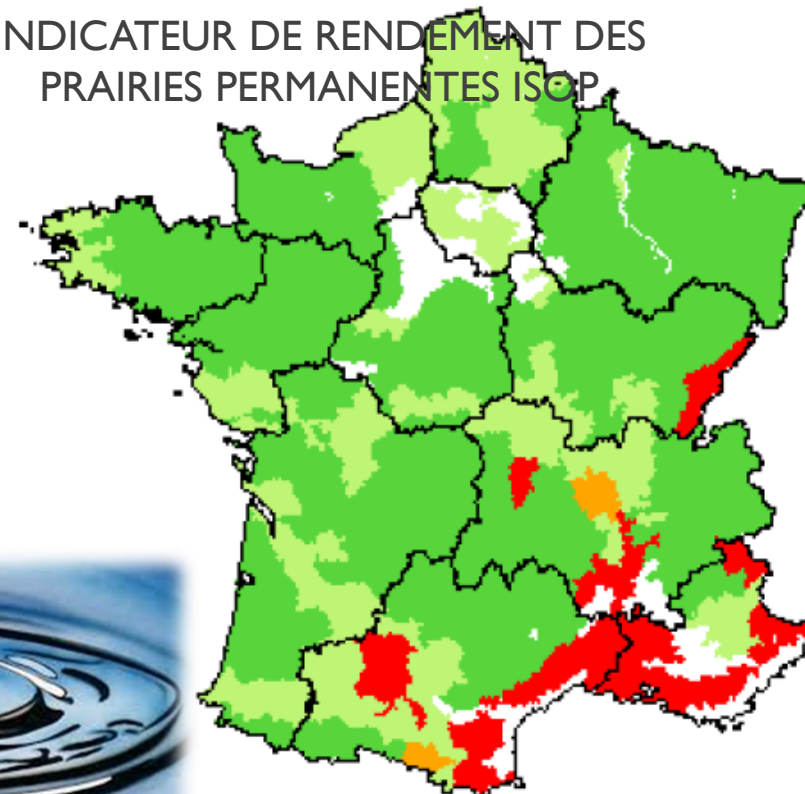 NDICATEUR DE RENDEMENT DES
PRAIRIES PERMANENTES ISOP